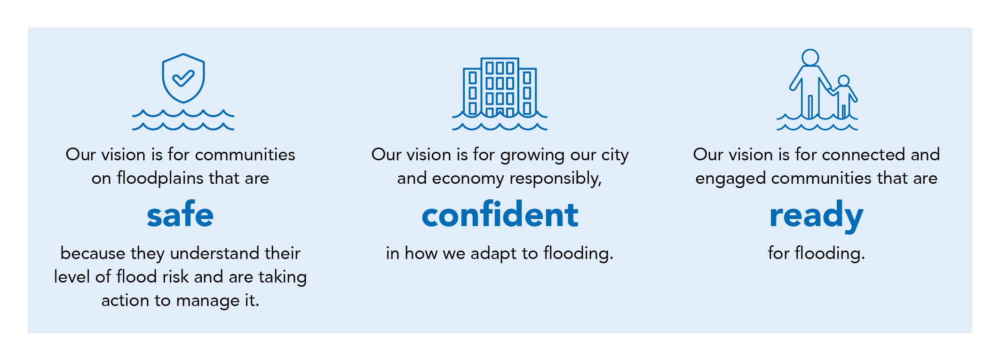 Our vision is for communities
on floodplains that are
safe
because they understand their
level of flood risk and are taking
action to manage it.
Our vision is for growing our city
and economy responsibly,
confident
in how we adapt to flooding.
Our vision is for connected and
engaged communities that are
ready
for flooding.